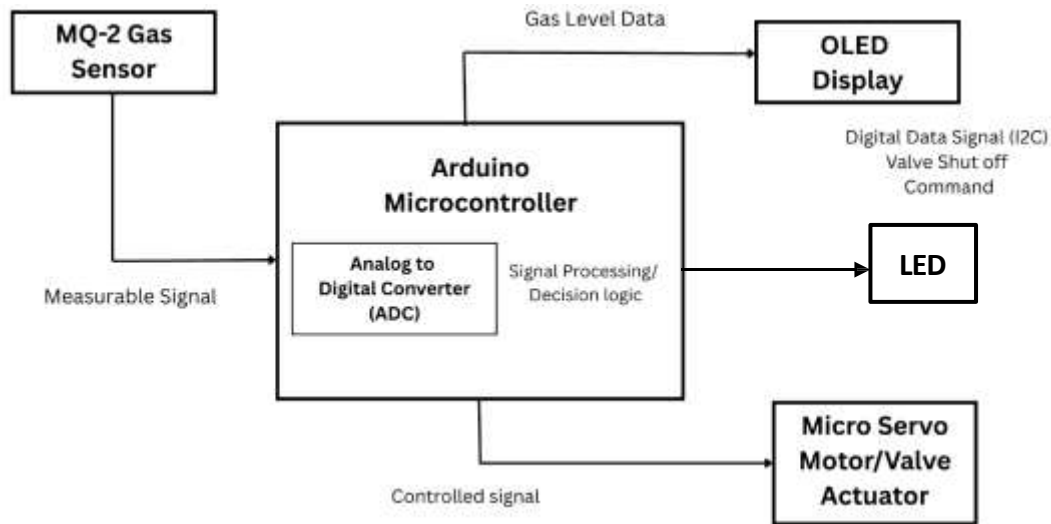 MQ-2 Gas
Sensor
Gas Level Data
OLED
Display
Digital Data Signal (I2C)
Valve Shut off
Command
Arduino
Microcontroller
Analog to
Digital Converter
(ADC)
Signal Processing/
Decision logic
LED
Measurable Signal
Micro Servo
Motor/Valve
Actuator
Controlled signal